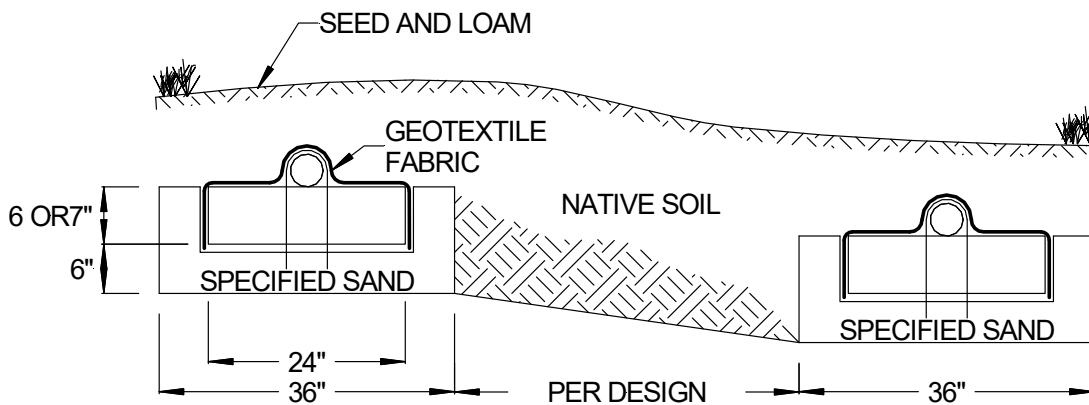 SEED AND LOAM
GEOTEXTILE
FABRIC
6 OR7"
NATIVE SOIL
6"
SPECIFIED SAND
SPECIFIED SAND
24"
36"
PER DESIGN
36"